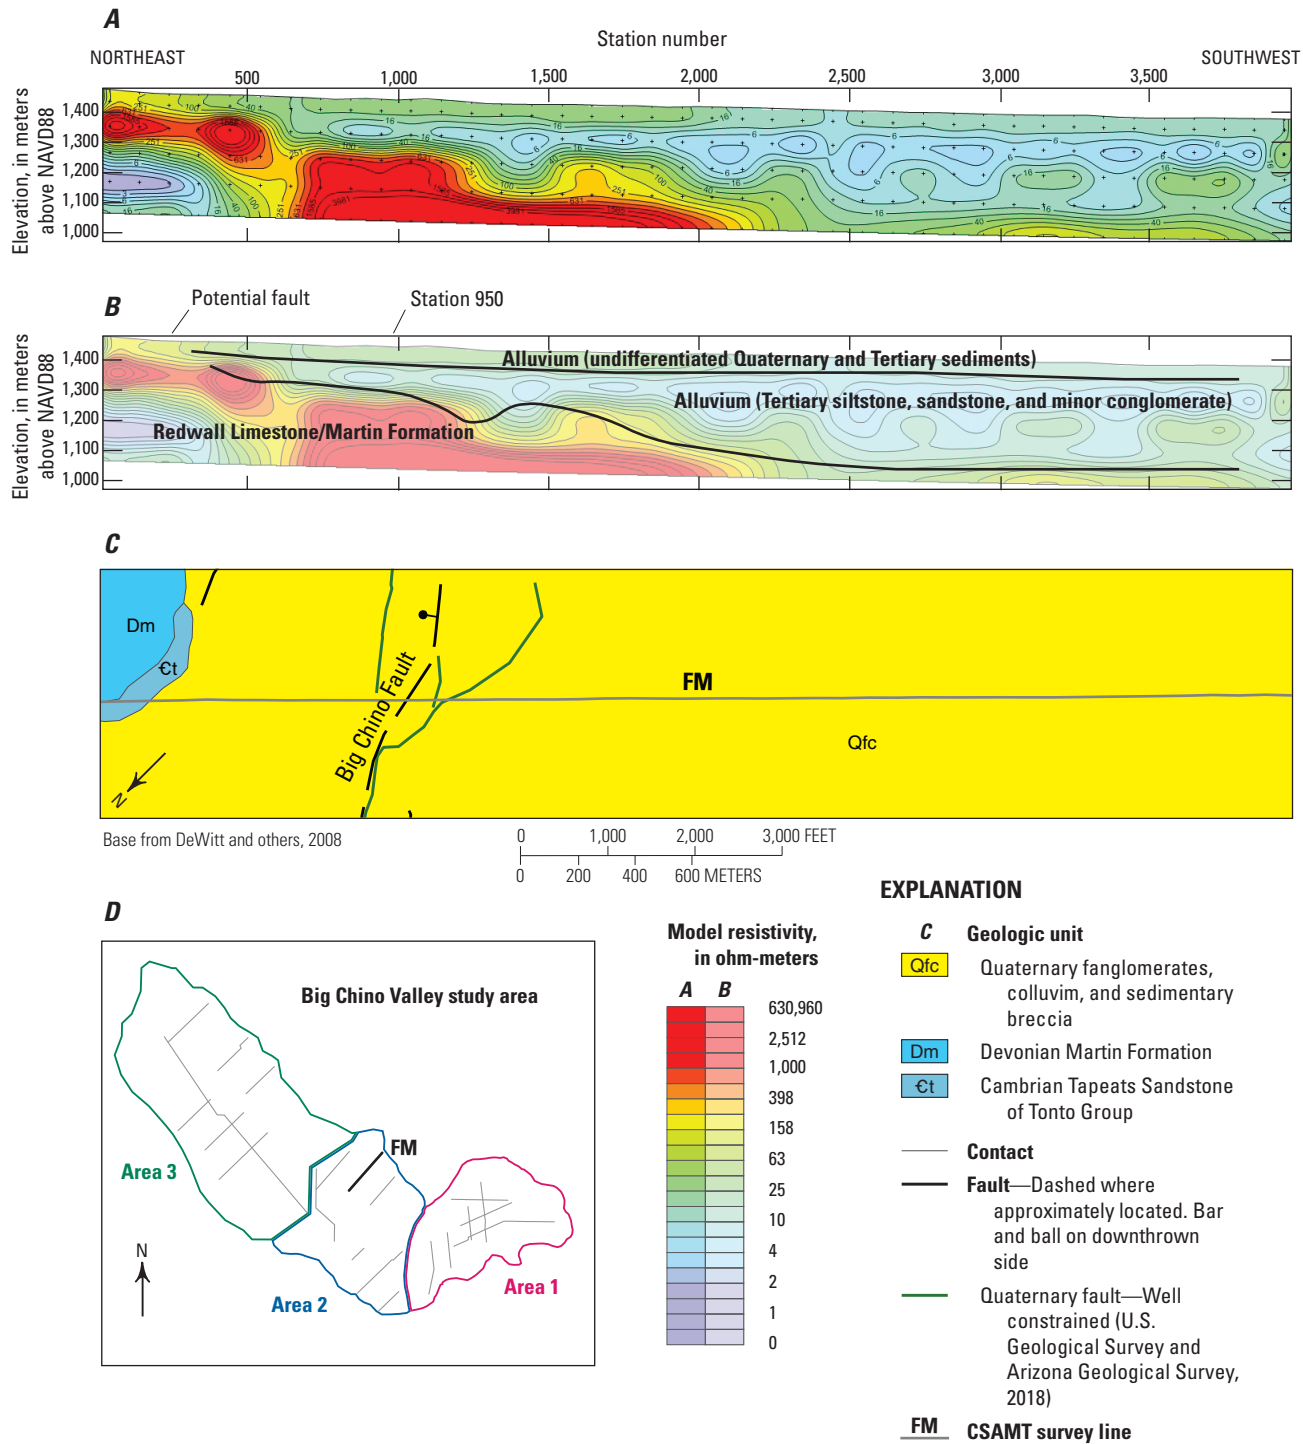 A
Station number
NORTHEAST
SOUTHWEST
500 1,000 1,500 2,000 2,500 3,000 3,500
Elevation, in meters
above NAVD88
1,400
1,300
1,200
1,100
1,000
B
Potential fault
Station 950
Elevation, in meters
above NAVD88
1,400
1,300
1,200
1,100
1,000
Alluvium (undifferentiated Quaternary and Tertiary sediments)
Alluvium (Tertiary siltstone, sandstone, and minor conglomerate)
Redwall Limestone/Martin Formation
C
Dm
Єt
Big Chino Fault
FM
Qfc
N
Base from DeWitt and others, 2008
0 1,000 2,000 3,000 FEET
0 200 400 600 METERS
D
Big Chino Valley study area
FM
Area 3
Area 2
Area 1
N
Model resistivity,
in ohm-meters
A B
630,960
2,512
1,000
398
158
63
25
10
4
2
1
0
EXPLANATION
C Geologic unit
Qfc Quaternary fanglomerates,
colluvim, and sedimentary
breccia
Dm Devonian Martin Formation
Єt Cambrian Tapeats Sandstone
of Tonto Group
Contact
Fault—Dashed where
approximately located. Bar
and ball on downthrown
side
Quaternary fault—Well
constrained (U.S.
Geological Survey and
Arizona Geological Survey,
2018)
FM CSAMT survey line